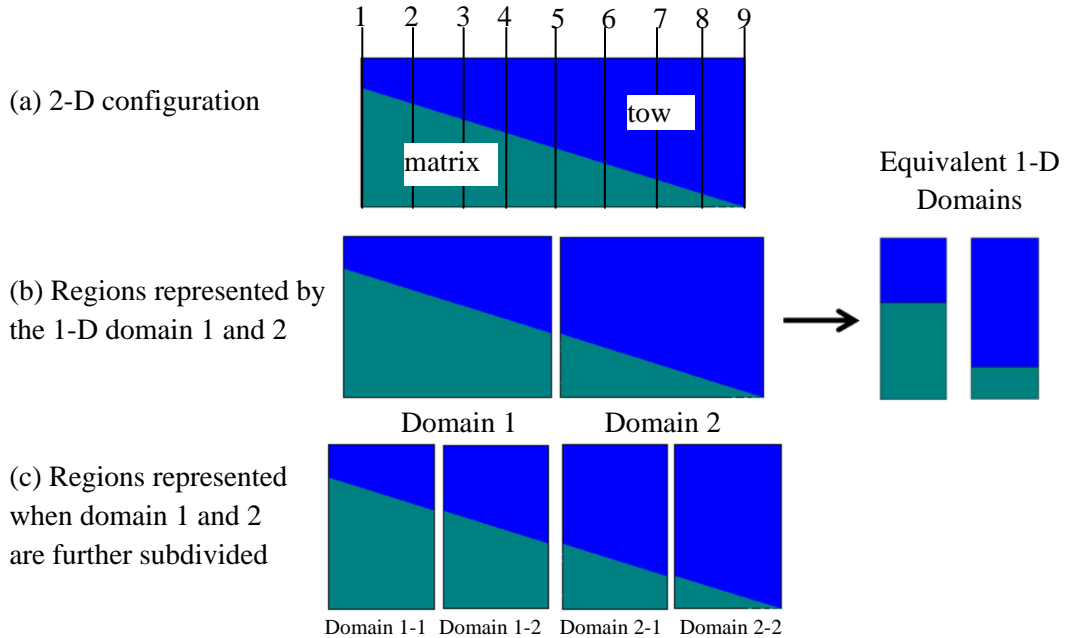 1 2 3 4 5 6 7 8 9
(a) 2-D configuration
tow
matrix
Equivalent 1-D
Domains
(b) Regions represented by
the 1-D domain 1 and 2
Domain 1 Domain 2
(c) Regions represented
when domain 1 and 2
are further subdivided
Domain 1-1 Domain 1-2 Domain 2-1 Domain 2-2